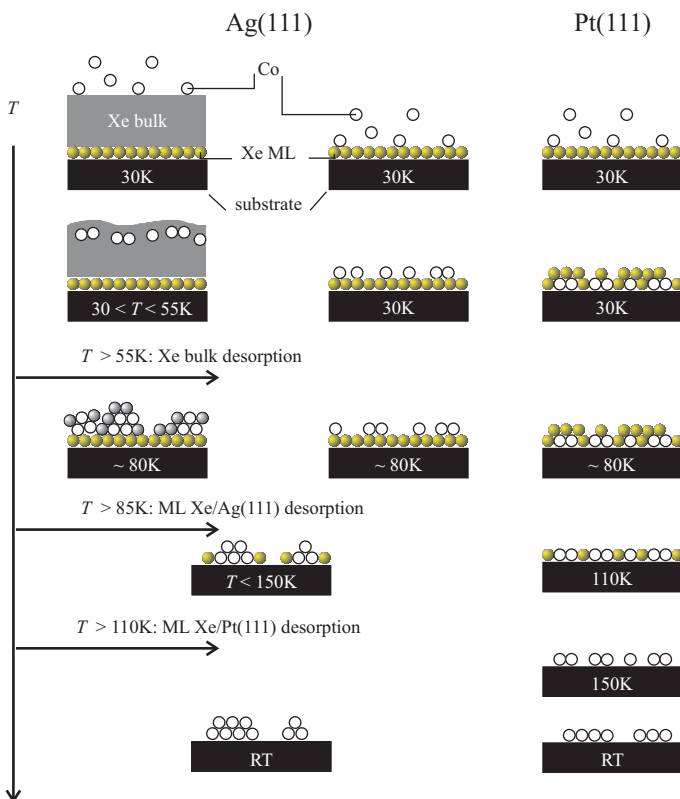 Ag(111)
Pt(111)
Co
T
Xe bulk
Xe ML
30K
30K
30K
substrate
30 < T < 55K
30K
30K
T > 55K: Xe bulk desorption
~ 80K
~ 80K
~ 80K
T > 85K: ML Xe/Ag(111) desorption
T < 150K
110K
T > 110K: ML Xe/Pt(111) desorption
150K
RT
RT